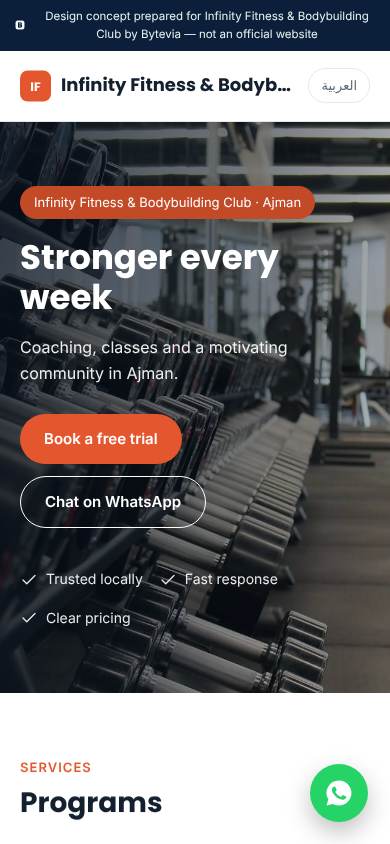 B
Design concept prepared for Infinity Fitness & Bodybuilding
Club by Bytevia — not an official website
IF
Infinity Fitness & Bodyb...
العربية
Infinity Fitness & Bodybuilding Club · Ajman
Stronger every
week
Coaching, classes and a motivating
community in Ajman.
Book a free trial
Chat on WhatsApp
Trusted locally
Fast response
Clear pricing
SERVICES
Programs